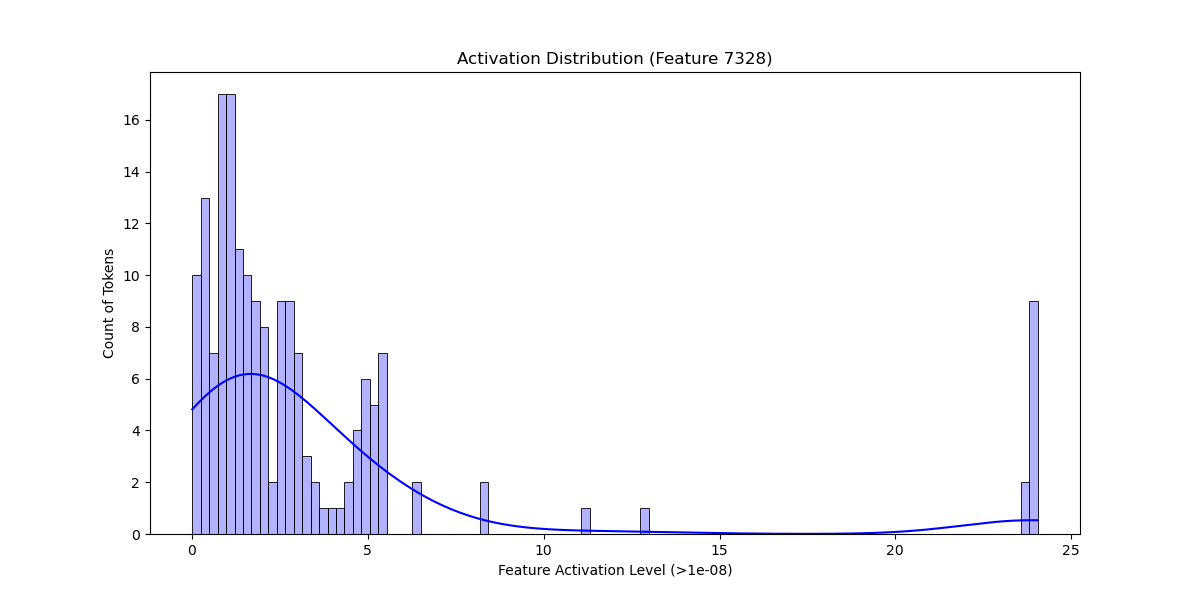 Activation Distribution (Feature 7328)
Count of Tokens
16
14
12
10
8
6
4
2
0
0 5 10 15 20 25
Feature Activation Level (>1e-08)